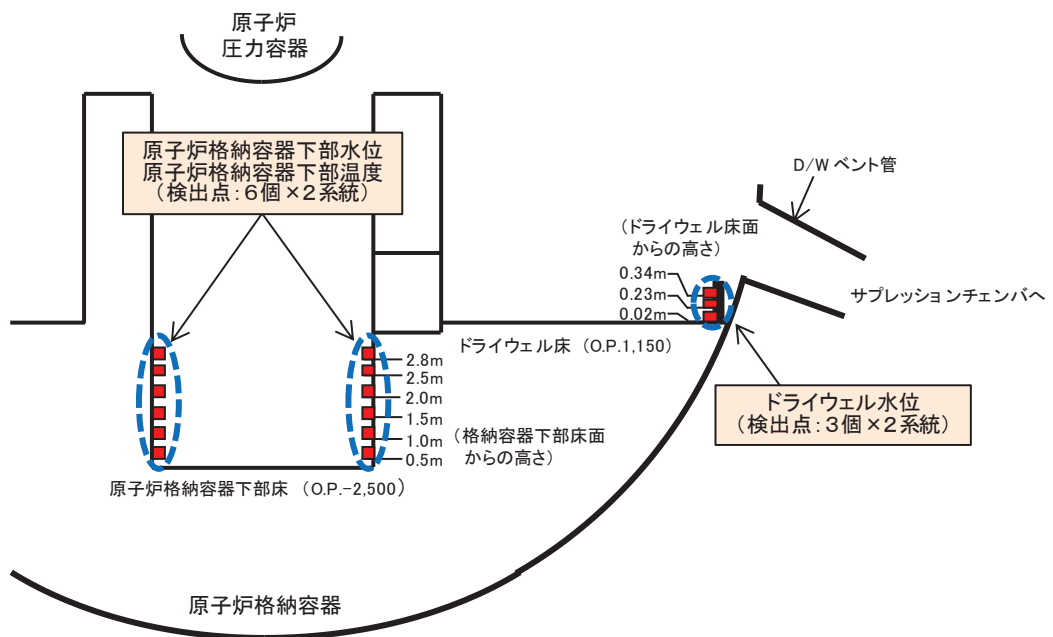 原子炉
圧力容器
原子炉格納容器下部水位
原子炉格納容器下部温度
（検出点：６個×２系統）
D/W ベント管
（ドライウェル床面
からの高さ）
0.34m
0.23m
0.02m
サプレッションチェンバへ
ドライウェル床 （O.P.1,150）
2.8m
2.5m
2.0m
1.5m
1.0m
0.5m
（格納容器下部床面
からの高さ）
ドライウェル水位
（検出点：３個×２系統）
原子炉格納容器下部床 （O.P.-2,500）
原子炉格納容器